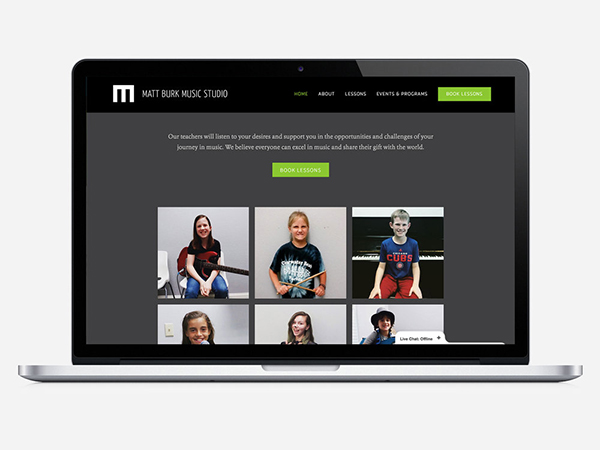 MATT BURK MUSIC STUDIO
HOME ABOUT LESSONS EVENTS & PROGRAMS BOOK LESSONS
Our teachers will listen to your desires and support you in the opportunities and challenges of your
journey in music. We believe everyone can excel in music and share their gift with the world.
BOOK LESSONS
CUBS
Live Chat: Offline +